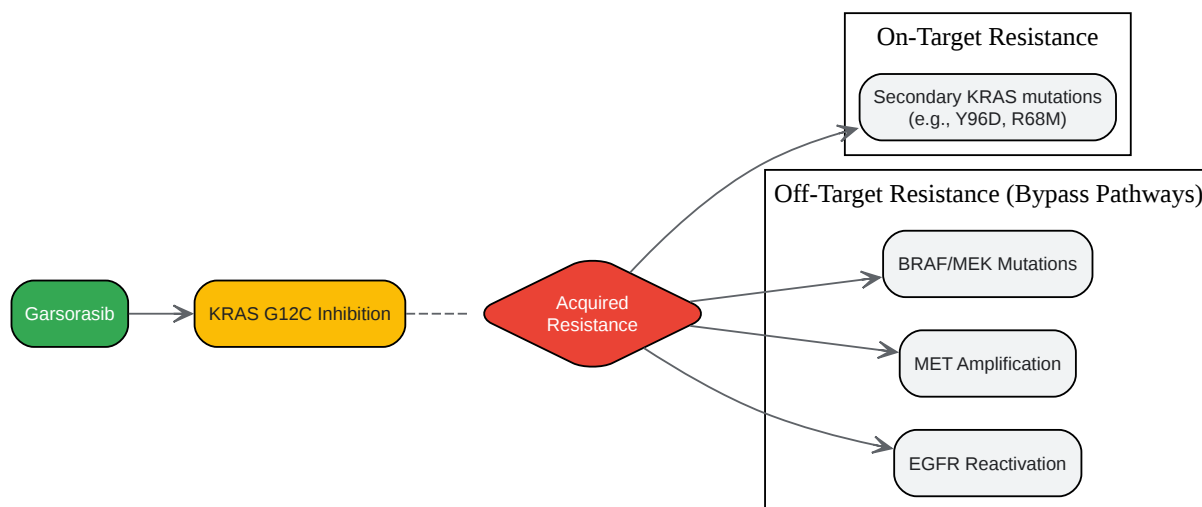 On-Target Resistance
Secondary KRAS mutations
(e.g., Y96D, R68M)
Off-Target Resistance (Bypass Pathways)
BRAF/MEK Mutations
Garsorasib
KRAS G12C Inhibition
Acquired
Resistance
MET Amplification
EGFR Reactivation